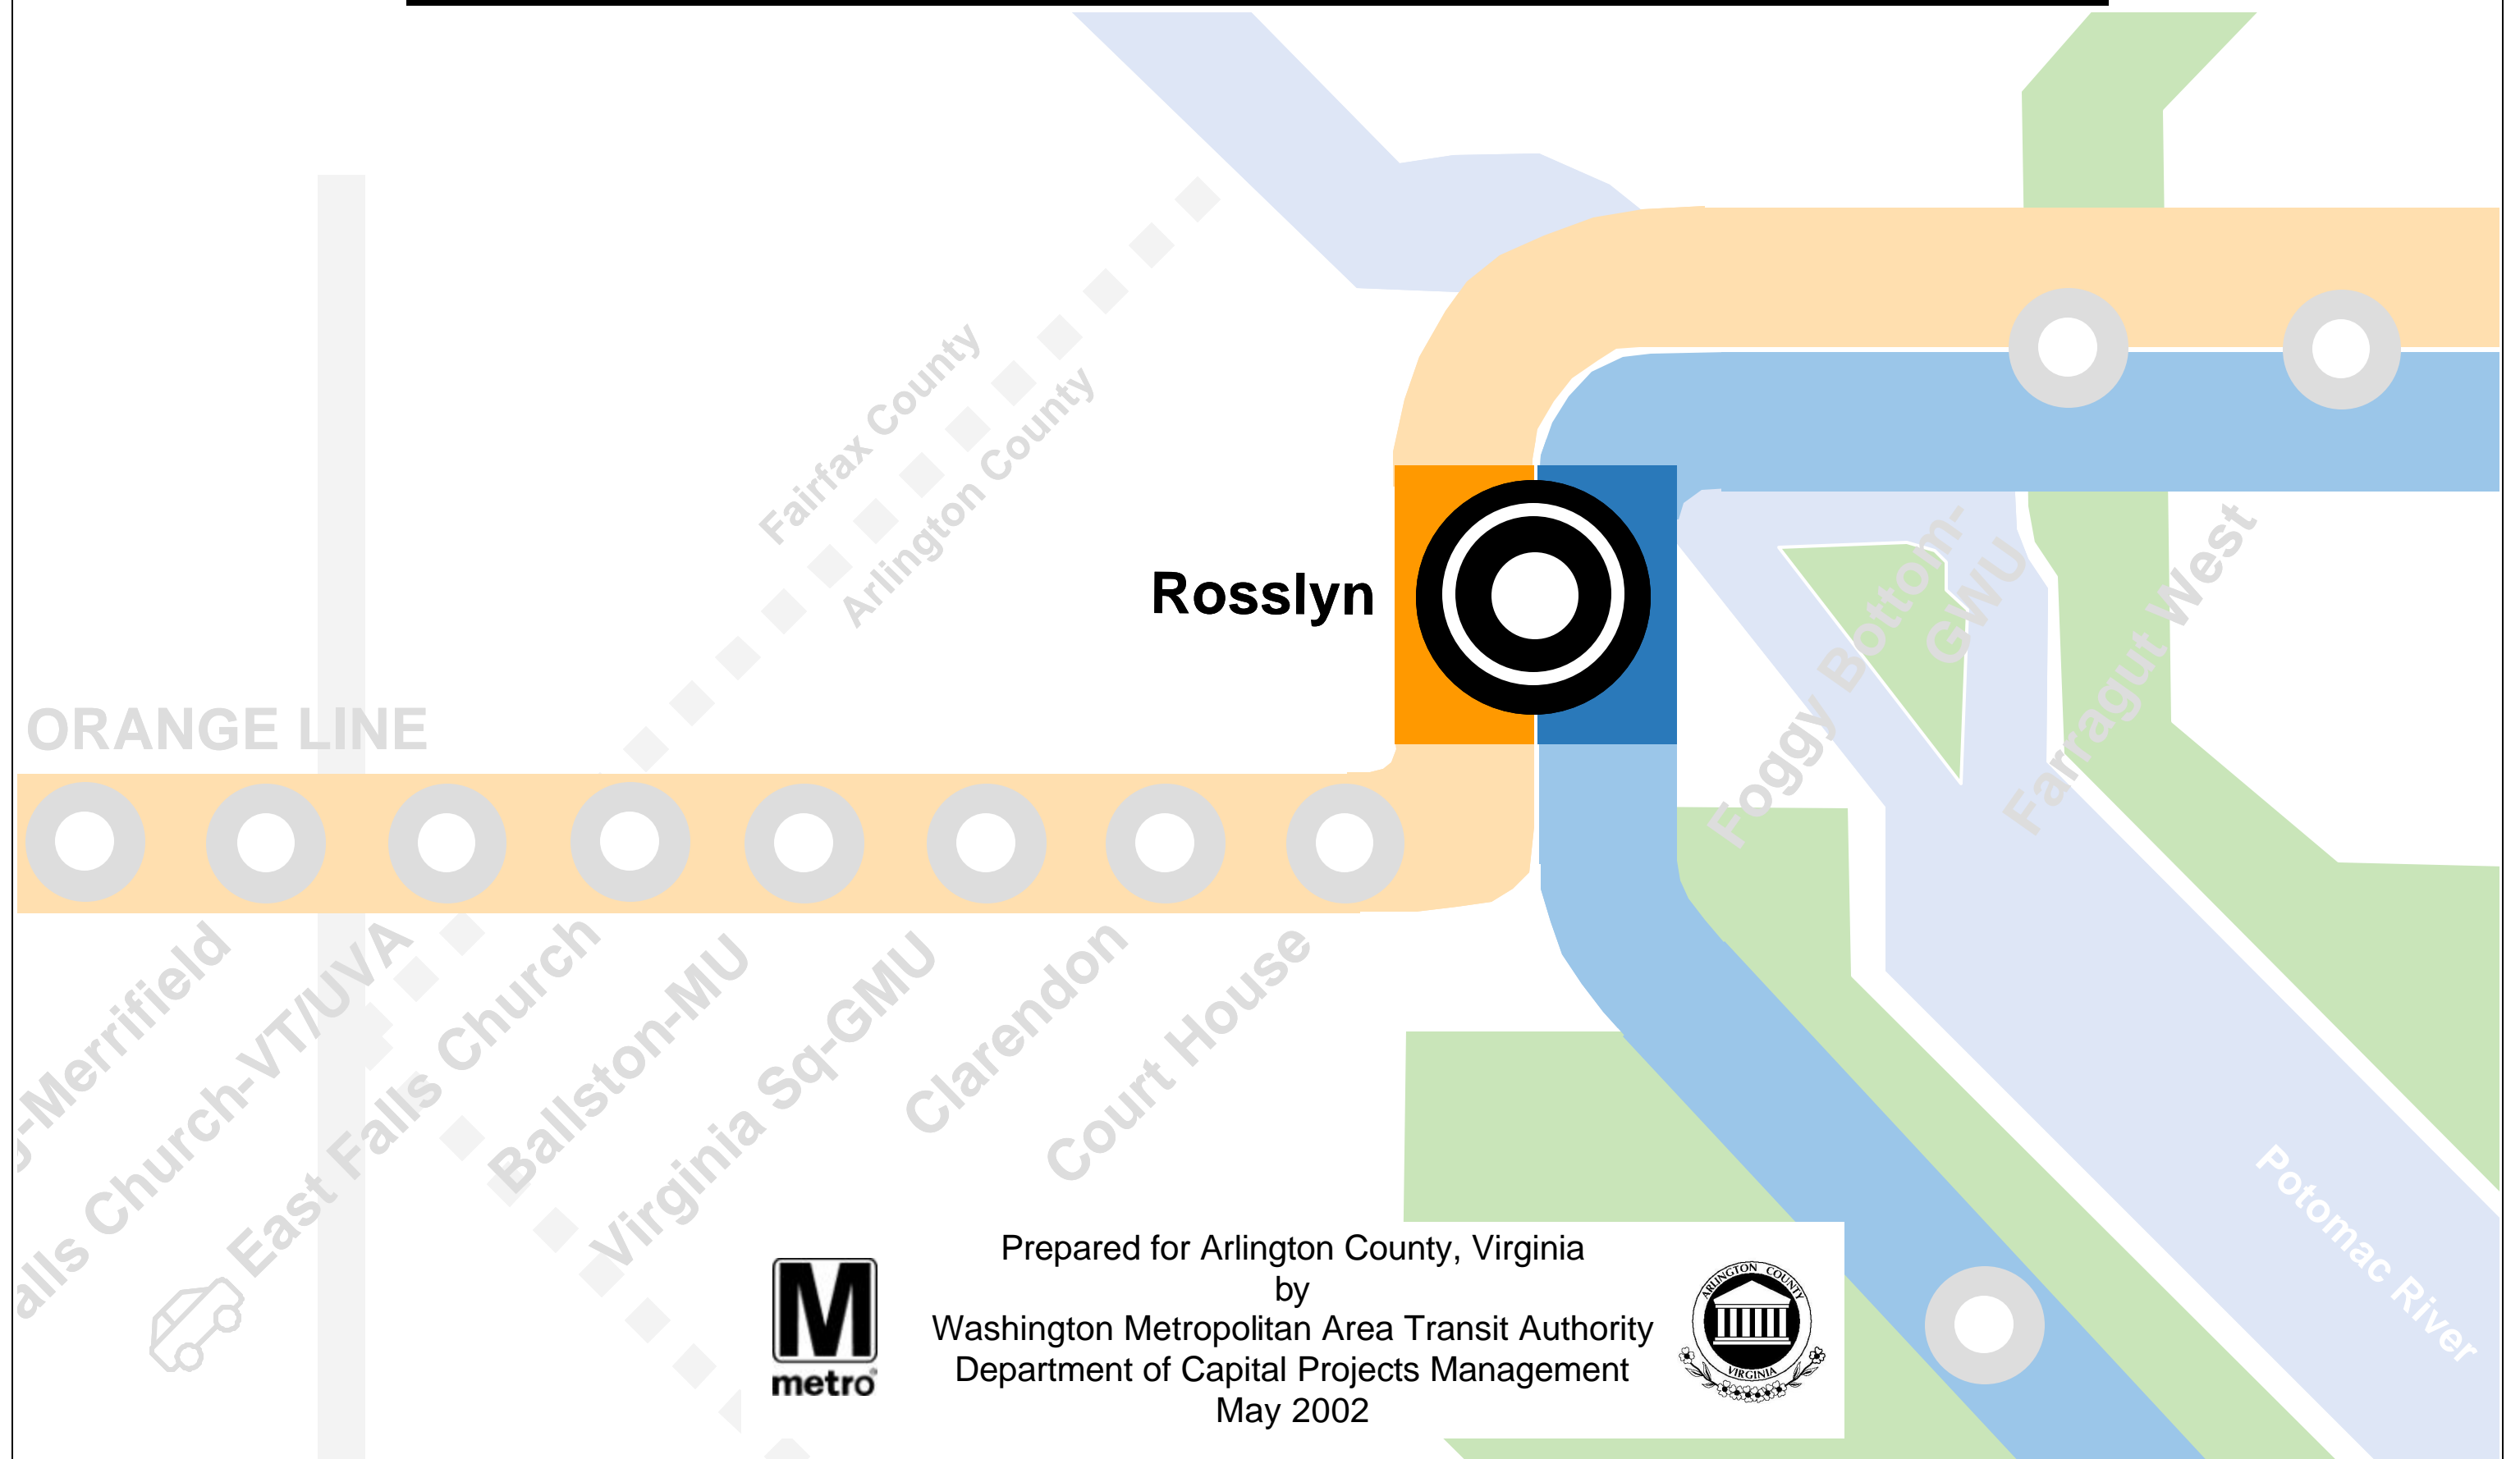 Fairfax County
Arlington County
Rosslyn
Foggy Bottom-
GWU
Farragut West
ORANGE LINE
g-Merrifield
alls Church-VT/UVA
East Falls Church
Ballston-MU
Virginia Sq-GMU
Clarendon
Court House
Potomac River
Prepared for Arlington County, Virginia
by
Washington Metropolitan Area Transit Authority
Department of Capital Projects Management
May 2002
M
metro
ARLINGTON COUNTY
VIRGINIA